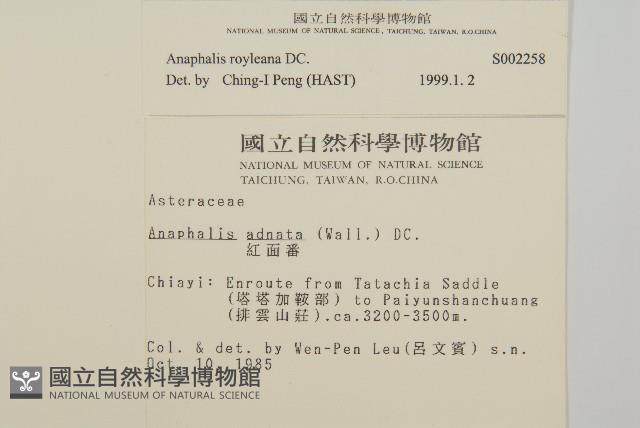 國立自然科學博物館
NATIONAL MUSEUM OF NATURAL SCIENCE, TAICHUNG, TAIWAN, R.O.CHINA
Anaphalis royleana DC. S002258
Det. by Ching-I Peng (HAST) 1999.1. 2
國立自然科學博物館
NATIONAL MUSEUM OF NATURAL SCIENCE
TAICHUNG, TAIWAN, R.O.CHINA
Asteraceae
Anaphalis adnata (Wall.) DC.
紅面番
Chiayi: Enroute from Tatachia Saddle
(塔塔加鞍部) to Paiyunshanchuang
(排雲山莊).ca.3200-3500m.
Col. & det. by Wen-Pen Leu(呂文賓) s.n.
Oct. 10, 1985
國立自然科學博物館
NATIONAL MUSEUM OF NATURAL SCIENCE